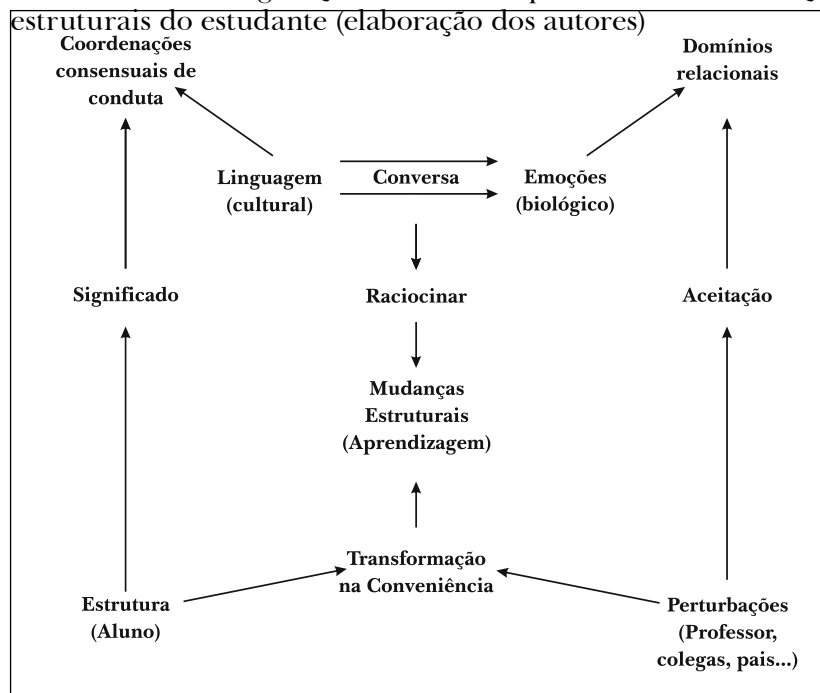 estruturais do estudante (elaboração dos autores)
Coordenações
consensuais de
conduta
Domínios
relacionais
Linguagem
(cultural)
Conversa
Emoções
(biológico)
Significado
Raciocinar
Aceitação
Mudanças
Estruturais
(Aprendizagem)
Transformação
na Conveniência
Estrutura
(Aluno)
Perturbações
(Professor,
colegas, pais...)